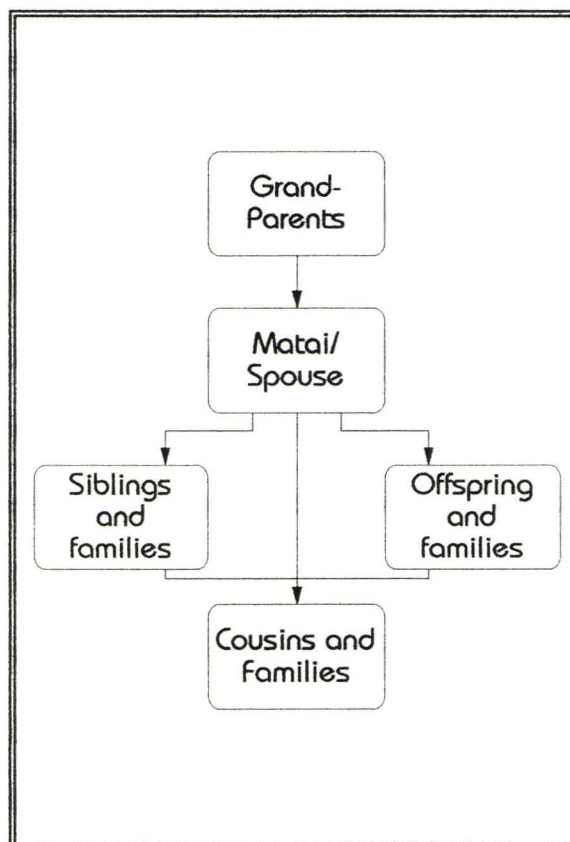 Grand-
Parents
Matai/
Spouse
Siblings
and
families
Offspring
and
families
Cousins and
Families